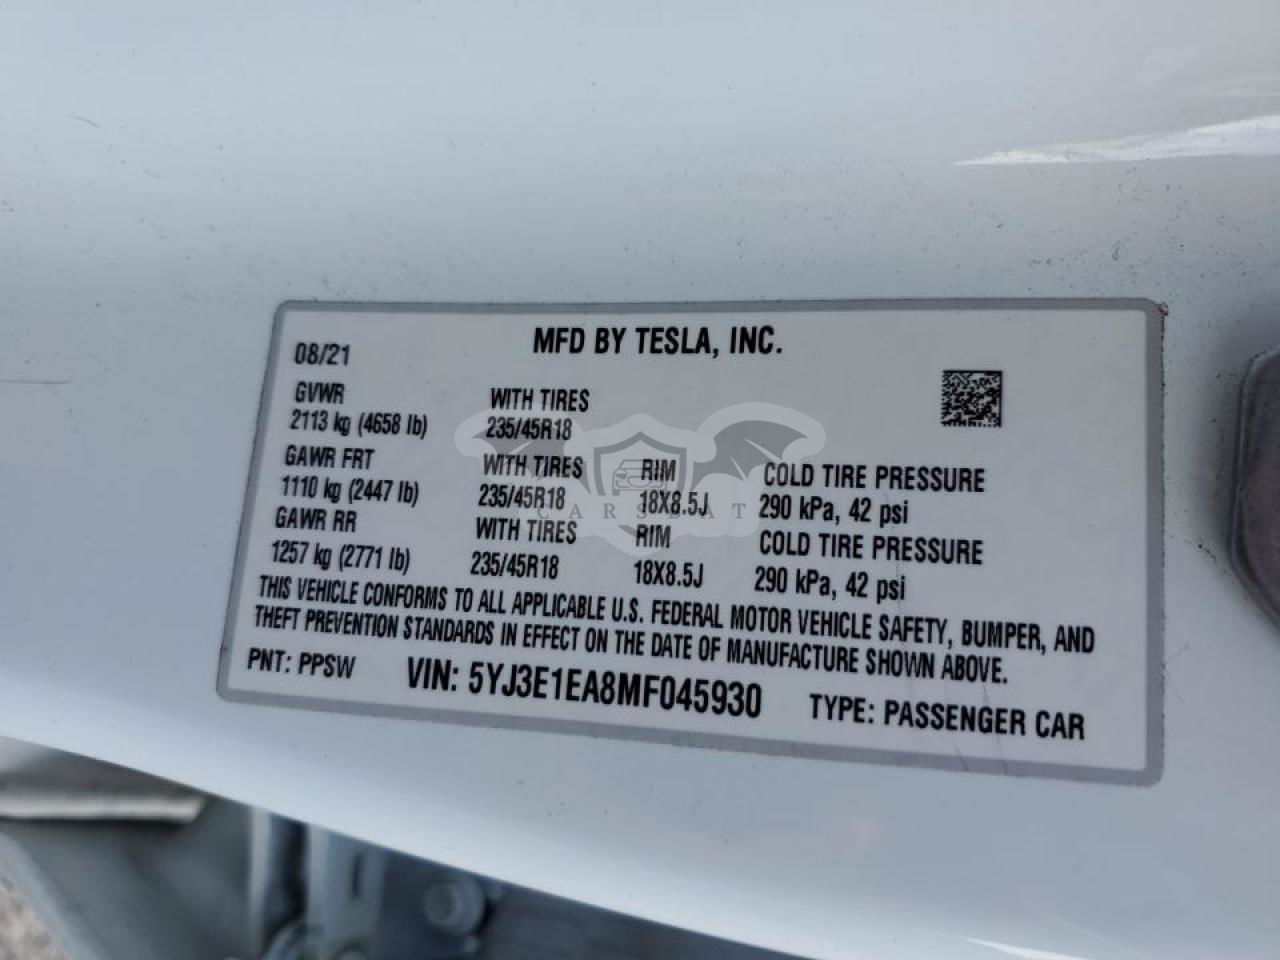 MFD BY TESLA, INC.
08/21
GVWR WITH TIRES
2113 kg (4658 lb) 235/45R18
GAWR FRT WITH TIRES RIM COLD TIRE PRESSURE
1110 kg (2447 lb) 235/45R18 18X8.5J 290 kPa, 42 psi
GAWR RR WITH TIRES RIM COLD TIRE PRESSURE
1257 kg (2771 lb) 235/45R18 18X8.5J 290 kPa, 42 psi
THIS VEHICLE CONFORMS TO ALL APPLICABLE U.S. FEDERAL MOTOR VEHICLE SAFETY, BUMPER, AND
THEFT PREVENTION STANDARDS IN EFFECT ON THE DATE OF MANUFACTURE SHOWN ABOVE.
PNT: PPSW VIN: 5YJ3E1EA8MF045930 TYPE: PASSENGER CAR